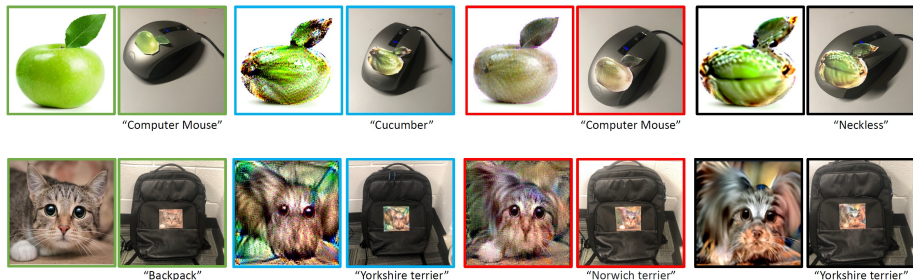 "Computer Mouse" "Cucumber" "Computer Mouse" "Neckless"
"Backpack" "Yorkshire terrier" "Norwich terrier" "Yorkshire terrier"